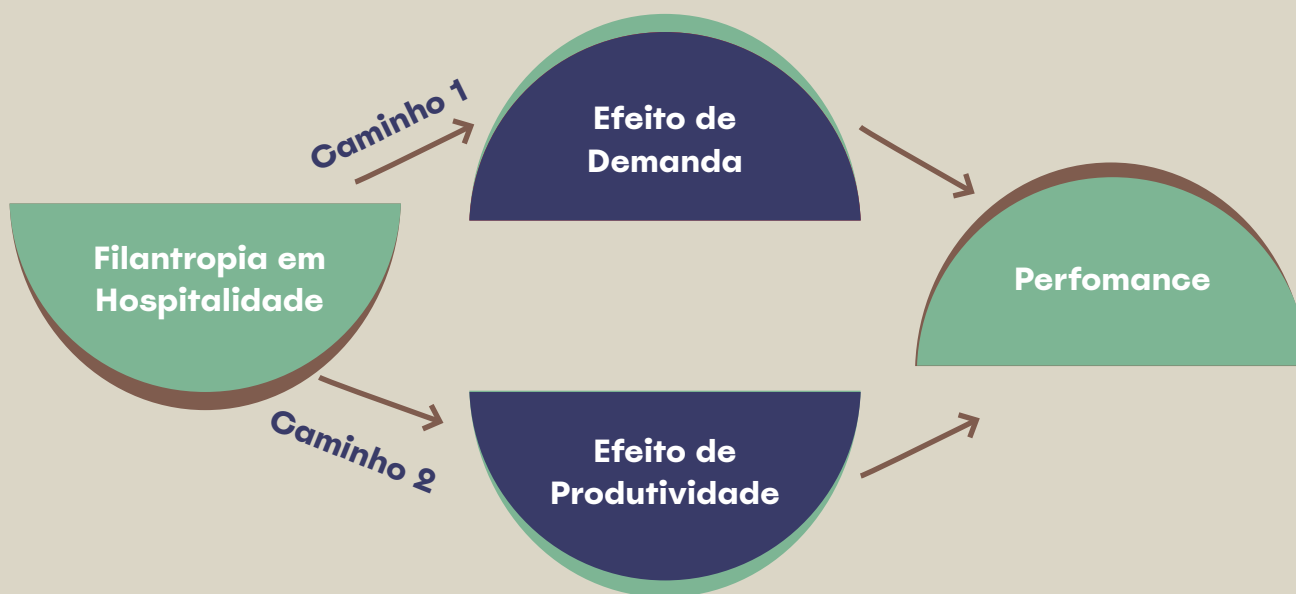 Caminho 1
Efeito de
Demanda
Filantropia em
Hospitalidade
Perfomance
Caminho 2
Efeito de
Produtividade